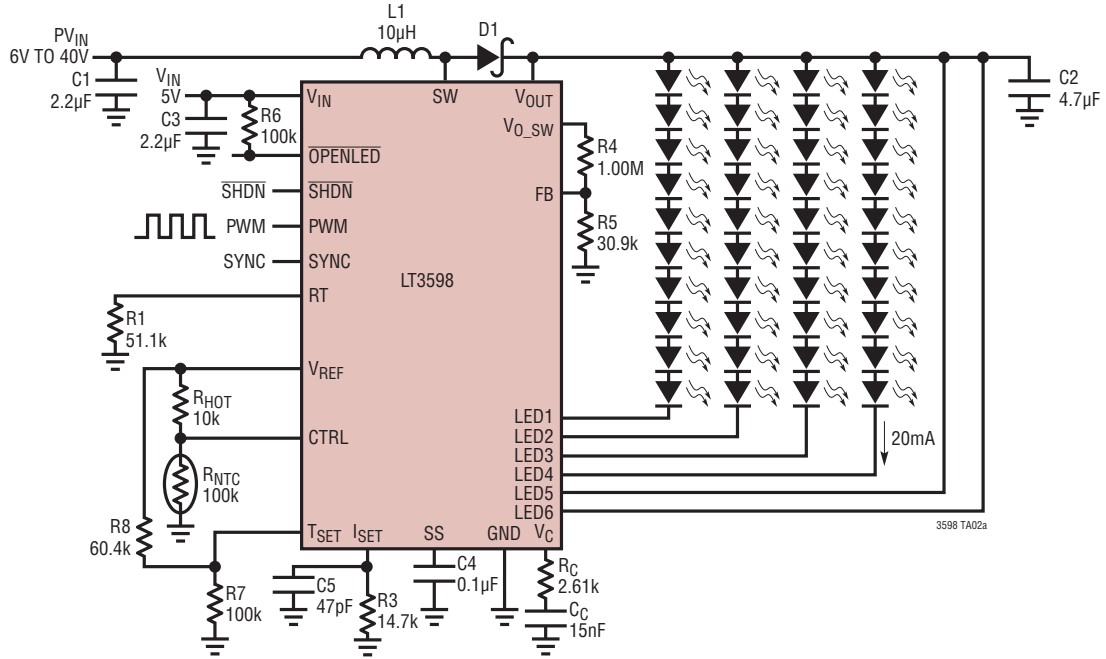 L1
10µH
D1
PVIN
6V TO 40V
C1
2.2µF
VIN
5V
C3
2.2µF
R6
100k
VIN
SW
VOUT
C2
4.7µF
VO_SW
R4
1.00M
OPENLED
SHDN
SHDN
FB
R5
30.9k
PWM
PWM
SYNC
SYNC
LT3598
RT
R1
51.1k
VREF
RHOT
10k
CTRL
RNTC
100k
LED1
LED2
LED3
LED4
LED5
LED6
20mA
3598 TA02a
R8
60.4k
TSET
ISET
SS
GND
VC
R7
100k
C5
47pF
R3
14.7k
C4
0.1µF
RC
2.61k
CC
15nF